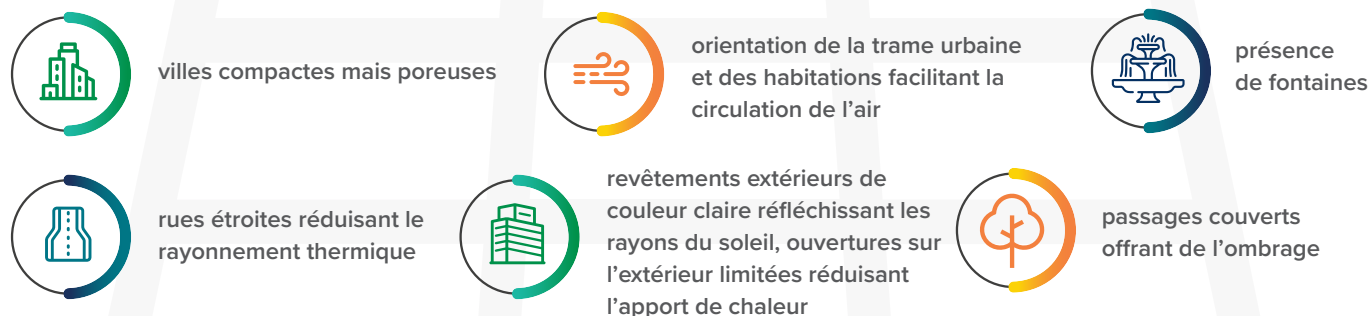 villes compactes mais poreuses
orientation de la trame urbaine
et des habitations facilitant la
circulation de l'air
présence
de fontaines
rues étroites réduisant le
rayonnement thermique
revêtements extérieurs de
couleur claire réfléchissant les
rayons du soleil, ouvertures sur
l'extérieur limitées réduisant
l'apport de chaleur
passages couverts
offrant de l'ombrage